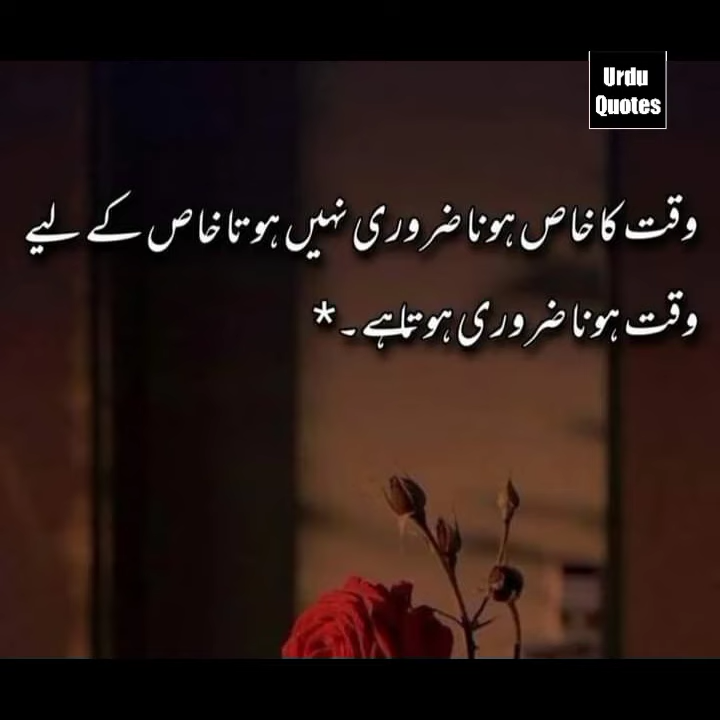 Urdu
Quotes
وقت کا خاص ہونا ضروری نہیں ہوتا خاص کے لیے
وقت ہونا ضروری ہوتا ہے ۔*